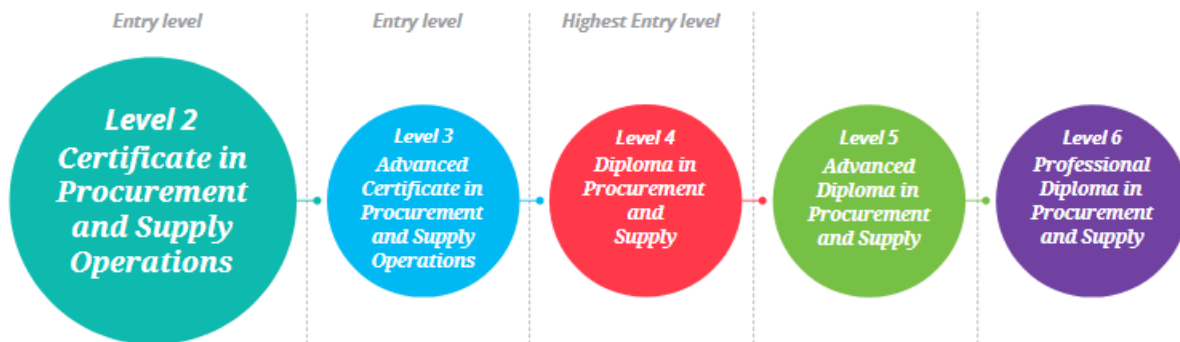 Entry level
Entry level
Highest Entry level
Level 2
Certificate in
Procurement
and Supply
Operations
Level 3
Advanced
Certificate in
Procurement
and Supply
Operations
Level 4
Diploma in
Procurement
and
Supply
Level 5
Advanced
Diploma in
Procurement
and Supply
Level 6
Professional
Diploma in
Procurement
and Supply